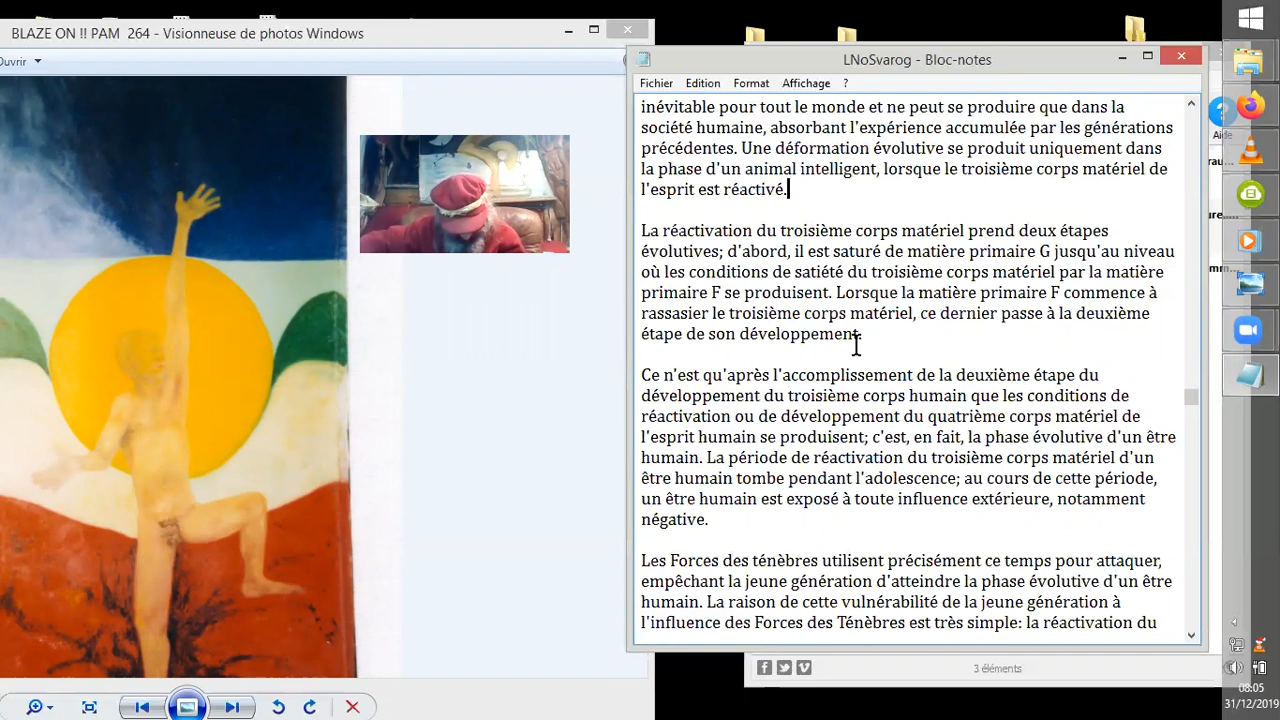 BLAZE ON !! PAM  264 - Visionneuse de photos Windows
LNoSvarog - Bloc-notes
Fichier Edition Format Affichage ?
inévitable pour tout le monde et ne peut se produire que dans la
société humaine, absorbant l'expérience accumulée par les générations
précédentes. Une déformation évolutive se produit uniquement dans
la phase d'un animal intelligent, lorsque le troisième corps matériel de
l'esprit est réactivé.
La réactivation du troisième corps matériel prend deux étapes
évolutives; d'abord, il est saturé de matière primaire G jusqu'au niveau
où les conditions de satiété du troisième corps matériel par la matière
primaire F se produisent. Lorsque la matière primaire F commence à
rassasier le troisième corps matériel, ce dernier passe à la deuxième
étape de son développement.
Ce n'est qu'après l'accomplissement de la deuxième étape du
développement du troisième corps humain que les conditions de
réactivation ou de développement du quatrième corps matériel de
l'esprit humain se produisent; c'est, en fait, la phase évolutive d'un être
humain. La période de réactivation du troisième corps matériel d'un
être humain tombe pendant l'adolescence; au cours de cette période,
un être humain est exposé à toute influence extérieure, notamment
négative.
Les Forces des ténèbres utilisent précisément ce temps pour attaquer,
empêchant la jeune génération d'atteindre la phase évolutive d'un être
humain. La raison de cette vulnérabilité de la jeune génération à
l'influence des Forces des Ténèbres est très simple: la réactivation du
3 éléments
Aide
08:05
31/12/2019